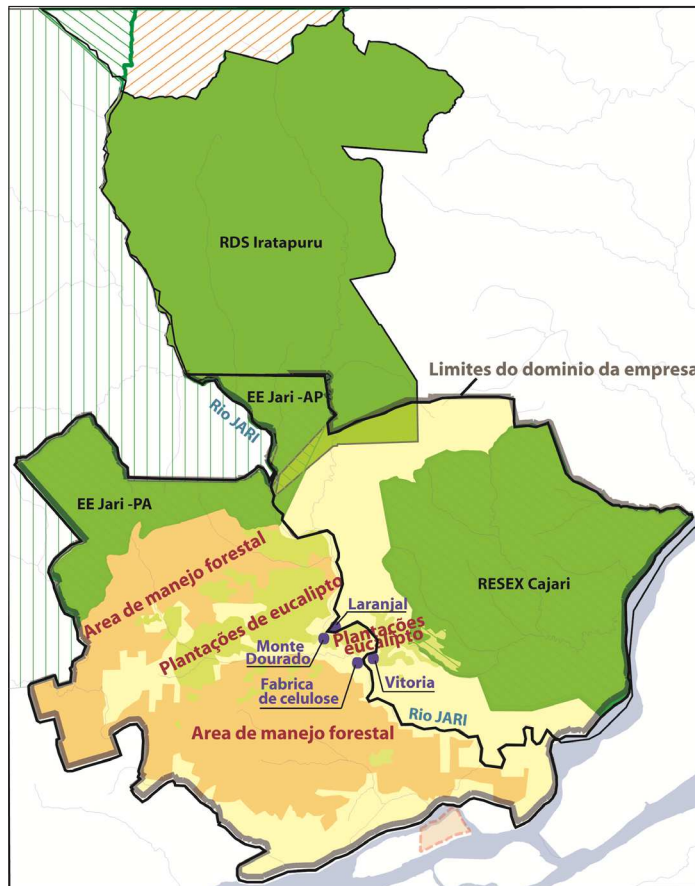 RDS Iratapuru
Limites do dominio da empresa
EE Jari -AP
Rio JARI
EE Jari -PA
RESEX Cajari
Area de manejo forestal
Plantações de eucalipto
Laranjal
Plantações
eucalipto
Monte
Dourado
Fabrica
de celulose
Vitoria
Rio JARI
Area de manejo forestal